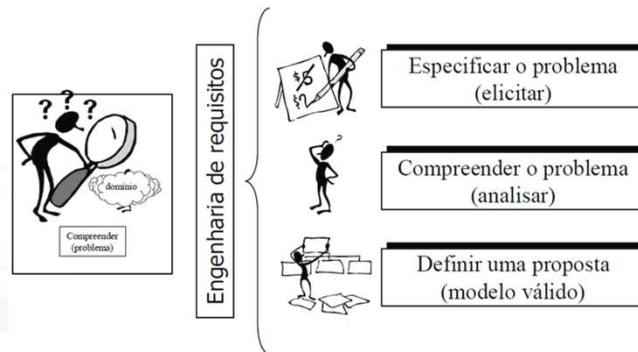 ? ? ?
domínio
Compreender
(problema)
Engenharia de requisitos
$
$?
?
Especificar o problema
(elicitar)
Compreender o problema
(analisar)
Definir uma proposta
(modelo válido)